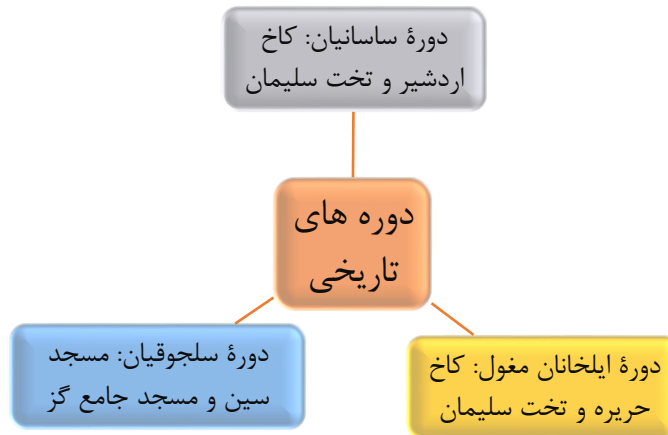 دورۀ ساسانیان: کاخ
اردشیر و تخت سلیمان
دوره های
تاریخی
دورۀ ایلخانان مغول: کاخ
حریره و تخت سلیمان
دورۀ سلجوقیان: مسجد
سین و مسجد جامع گز